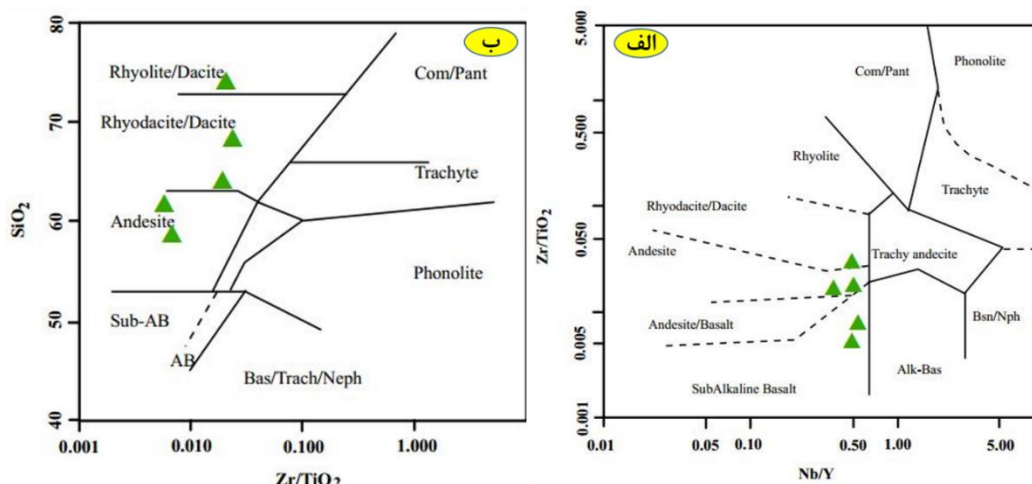 ب
80
70
60
50
40
SiO2
Rhyolite/Dacite
Com/Pant
Rhyodacite/Dacite
Trachyte
Andesite
Phonolite
Sub-AB
AB
Bas/Trach/Neph
0.001
0.010
0.100
1.000
Zr/TiO2
الف
5.000
0.500
0.050
0.005
0.001
Zr/TiO2
Phonolite
Com/Pant
Rhyolite
Trachyte
Rhyodacite/Dacite
Andesite
Trachy andecite
Andesite/Basalt
Bsn/Nph
SubAlkaline Basalt
Alk-Bas
0.01
0.05
0.10
0.50
1.00
5.00
Nb/Y